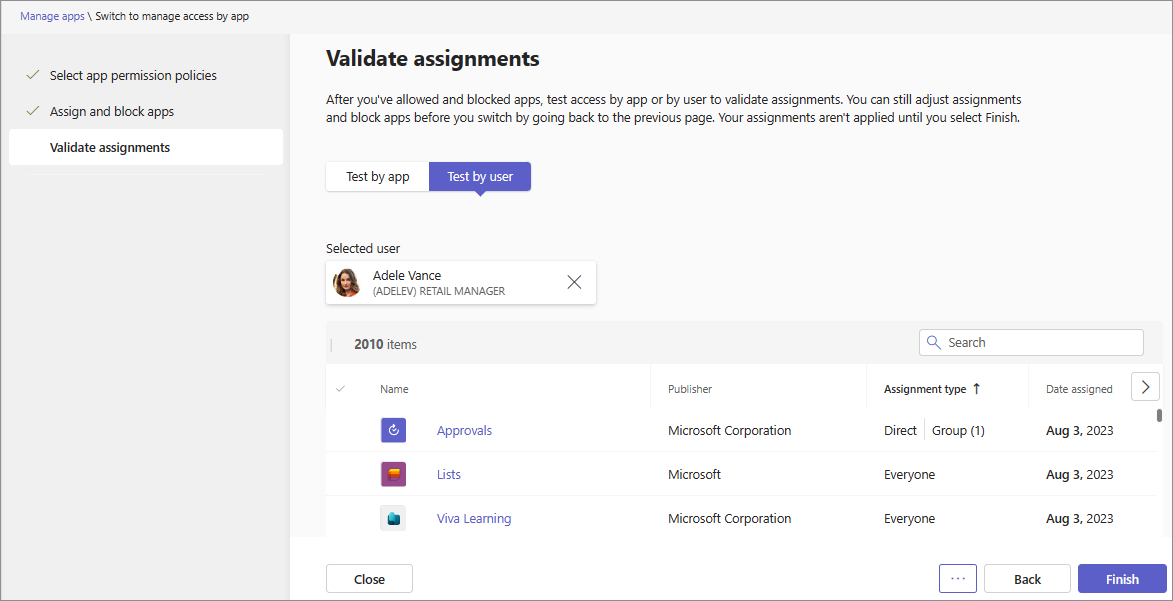 Manage apps \ Switch to manage access by app
Select app permission policies
Assign and block apps
Validate assignments
Validate assignments
After you've allowed and blocked apps, test access by app or by user to validate assignments. You can still adjust assignments
and block apps before you switch by going back to the previous page. Your assignments aren't applied until you select Finish.
Test by app Test by user
Selected user
Adele Vance
(ADELEV) RETAIL MANAGER
2010 items Search
Name Publisher Assignment type ↑ Date assigned
Approvals Microsoft Corporation Direct Group (1) Aug 3, 2023
Lists Microsoft Everyone Aug 3, 2023
Viva Learning Microsoft Corporation Everyone Aug 3, 2023
Close ... Back Finish